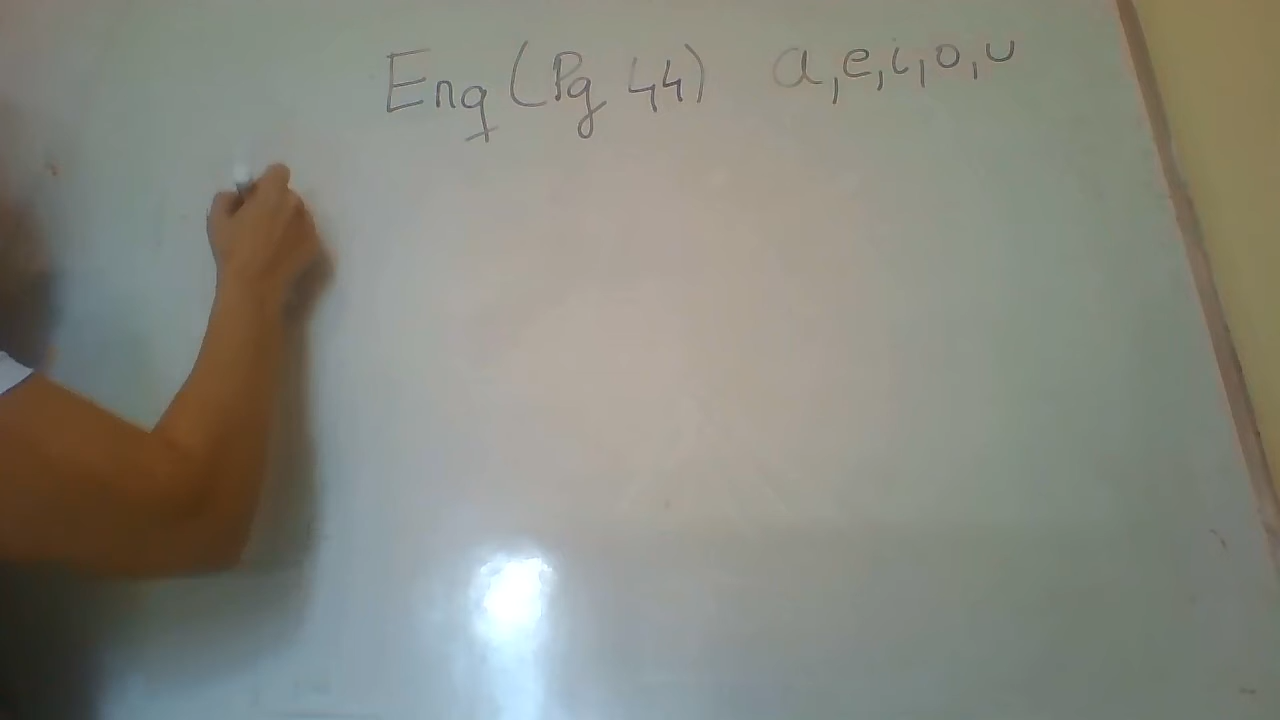 Eng (Pg 44) a, e, i, o, u